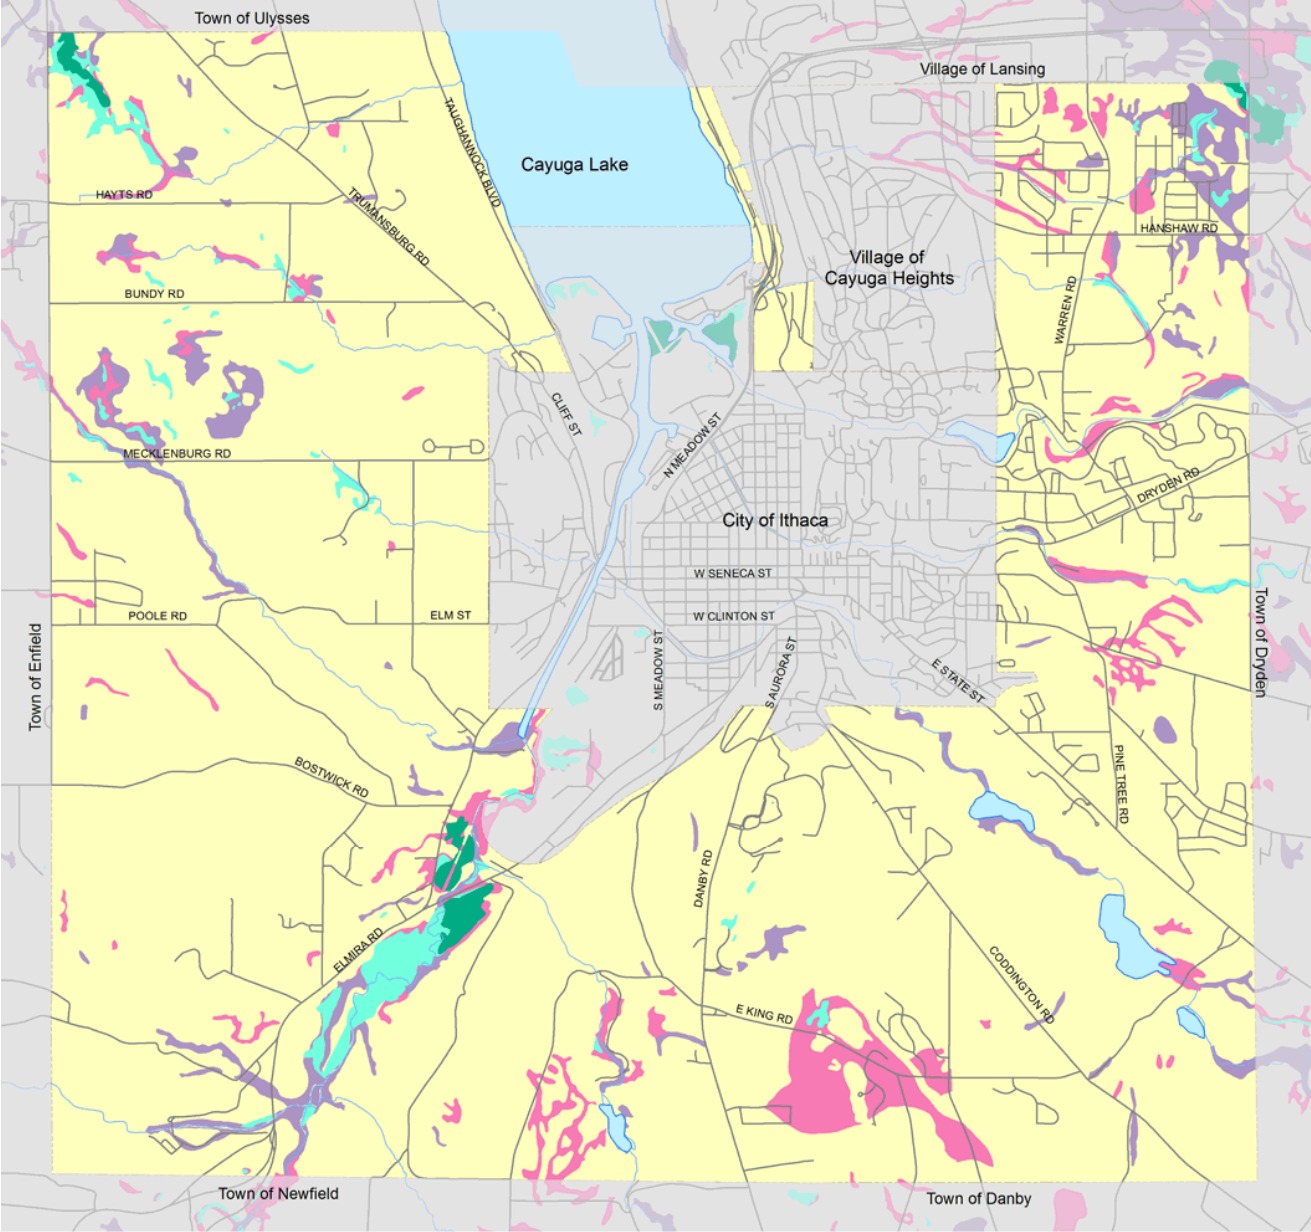 Town of Ulysses
Village of Lansing
TAUGHANNOCK BLVD
Cayuga Lake
HAYTS RD
TRUMANSBURG RD
HANSHAW RD
Village of
Cayuga Heights
BUNDY RD
WARREN RD
CLIFF ST
N MEADOW ST
MECKLENBURG RD
DRYDEN RD
City of Ithaca
W SENECA ST
POOLE RD
ELM ST
W CLINTON ST
Town of Enfield
S MEADOW ST
S AURORA ST
E STATE ST
Town of Dryden
BOSTWICK RD
PINE TREE RD
DANBY RD
ELMIRA RD
CODDINGTON RD
E KING RD
Town of Newfield
Town of Danby